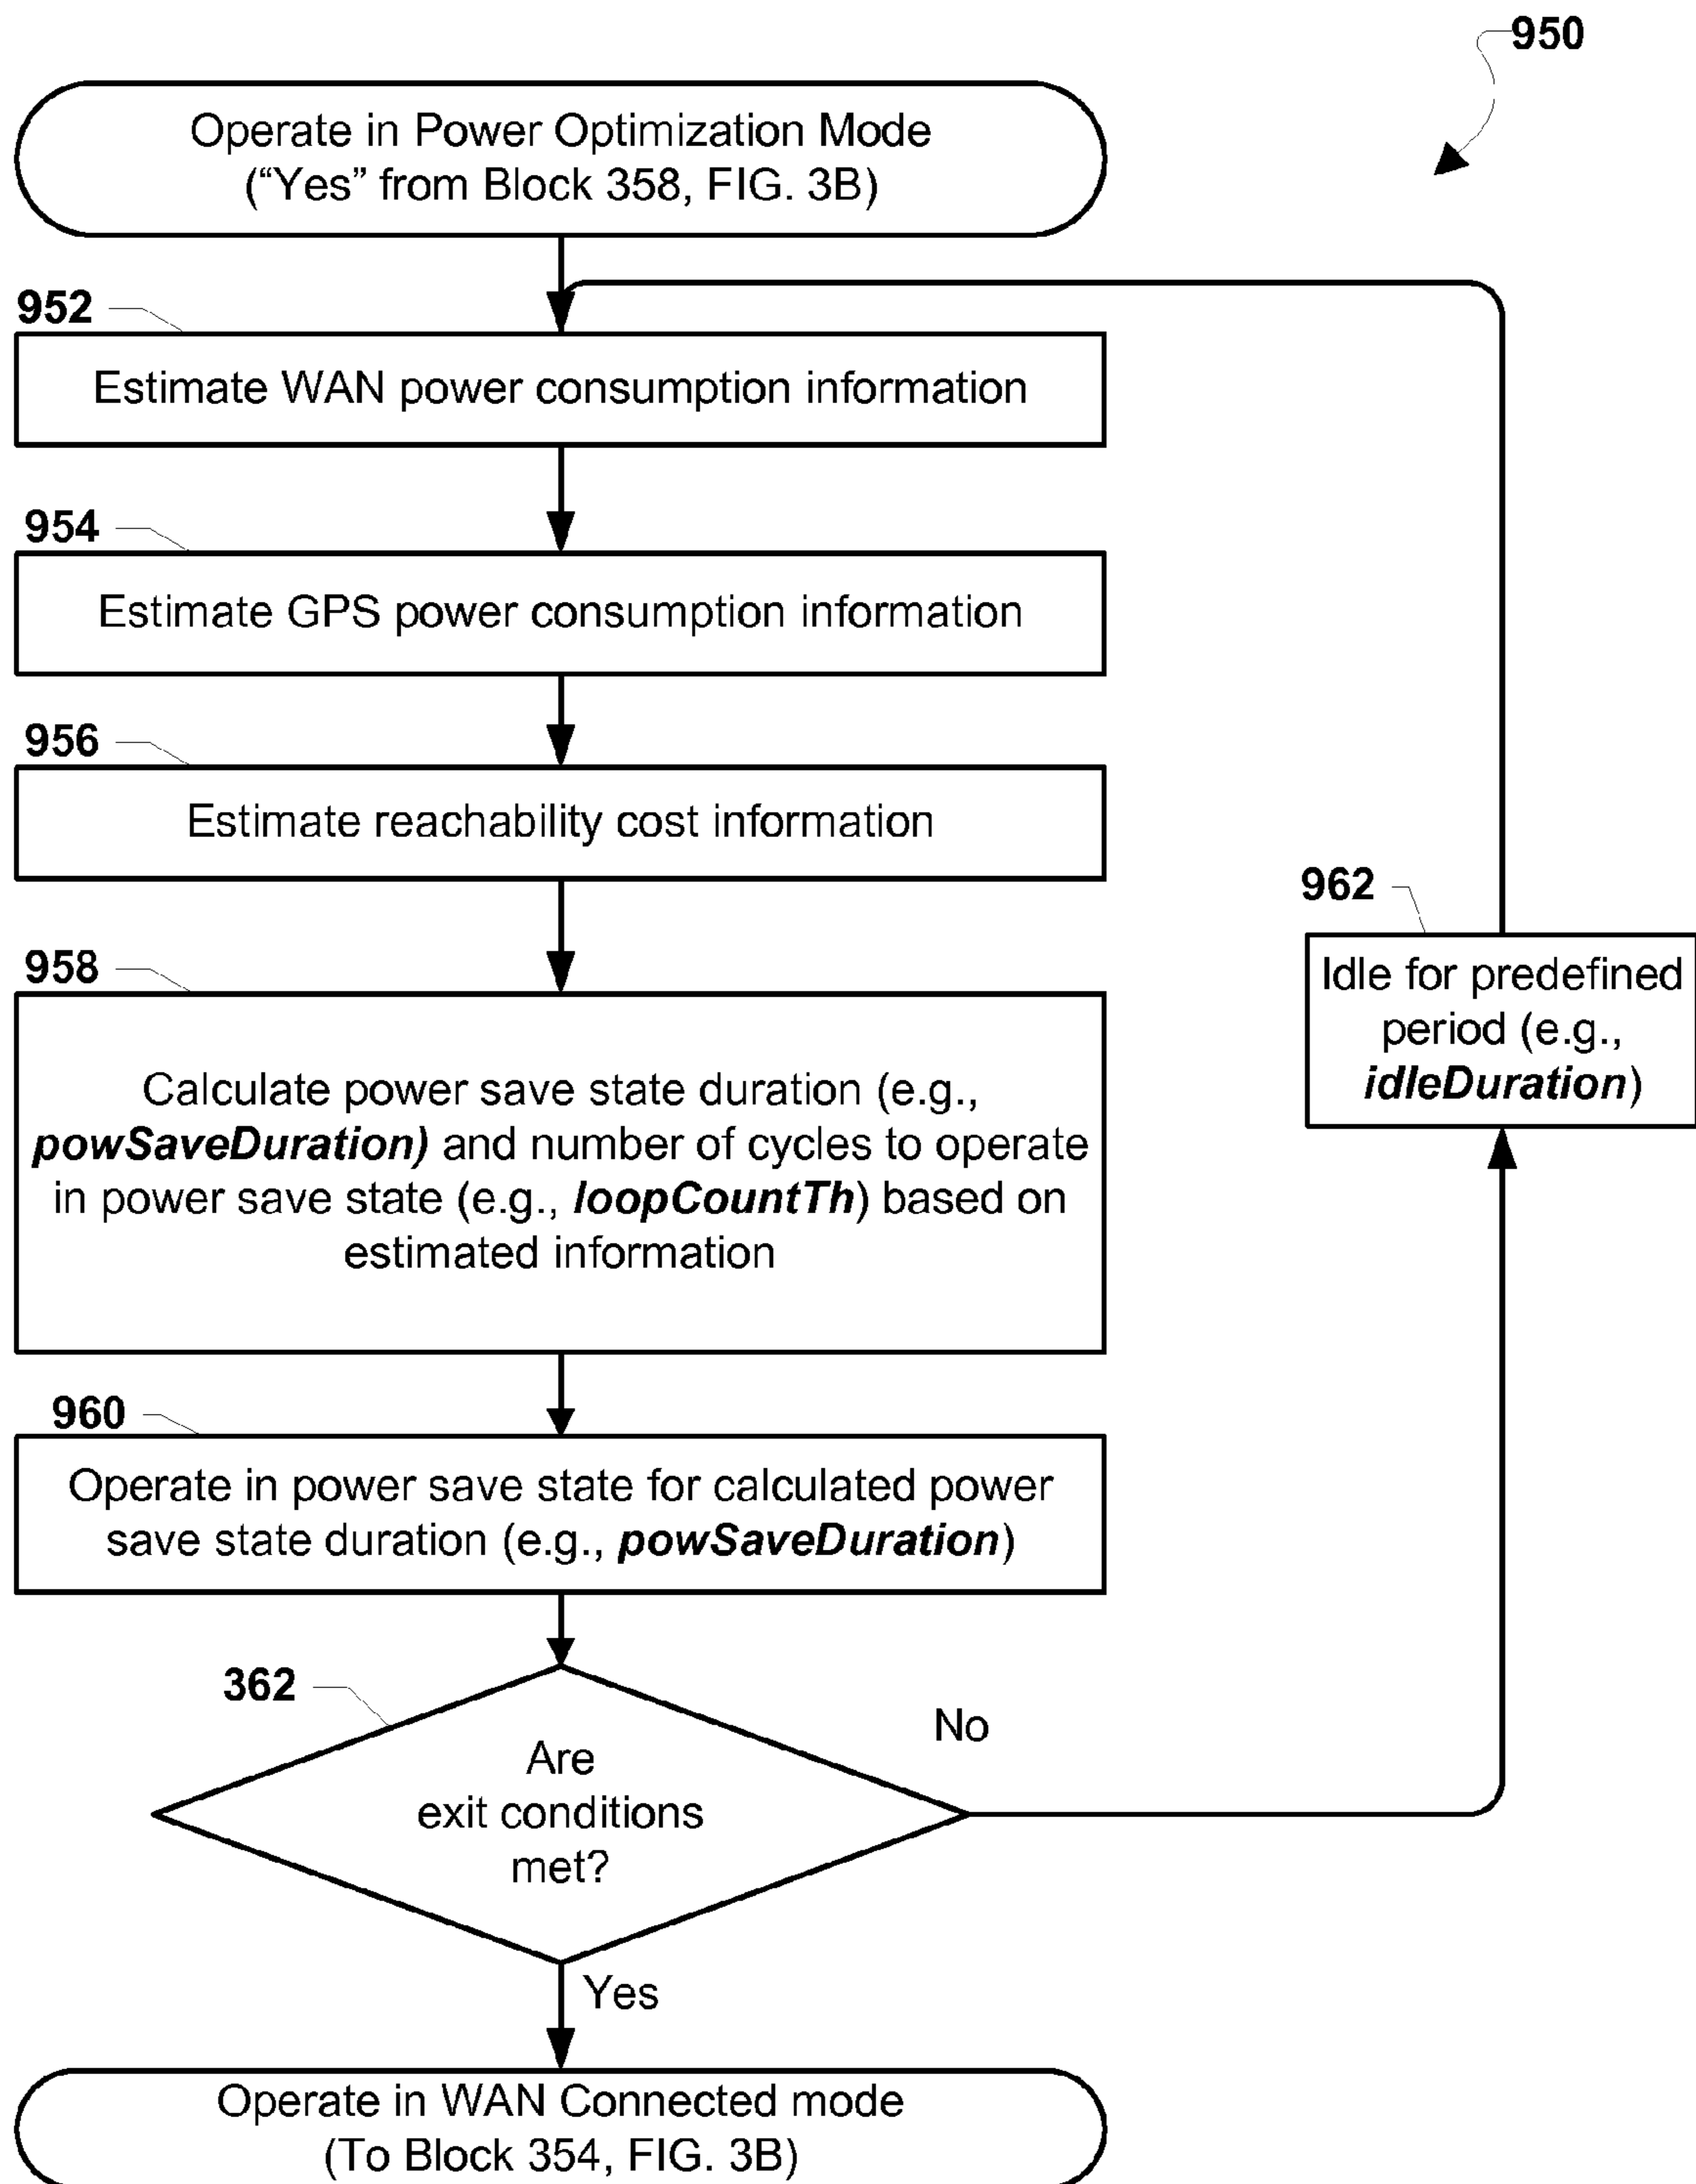 950
Operate in Power Optimization Mode
(“Yes” from Block 358, FIG. 3B)
952
Estimate WAN power consumption information
954
Estimate GPS power consumption information
956
Estimate reachability cost information
962
Idle for predefined
period (e.g.,
idleDuration)
958
Calculate power save state duration (e.g.,
powSaveDuration) and number of cycles to operate
in power save state (e.g., loopCountTh) based on
estimated information
960
Operate in power save state for calculated power
save state duration (e.g., powSaveDuration)
362
Are
exit conditions
met?
No
Yes
Operate in WAN Connected mode
(To Block 354, FIG. 3B)